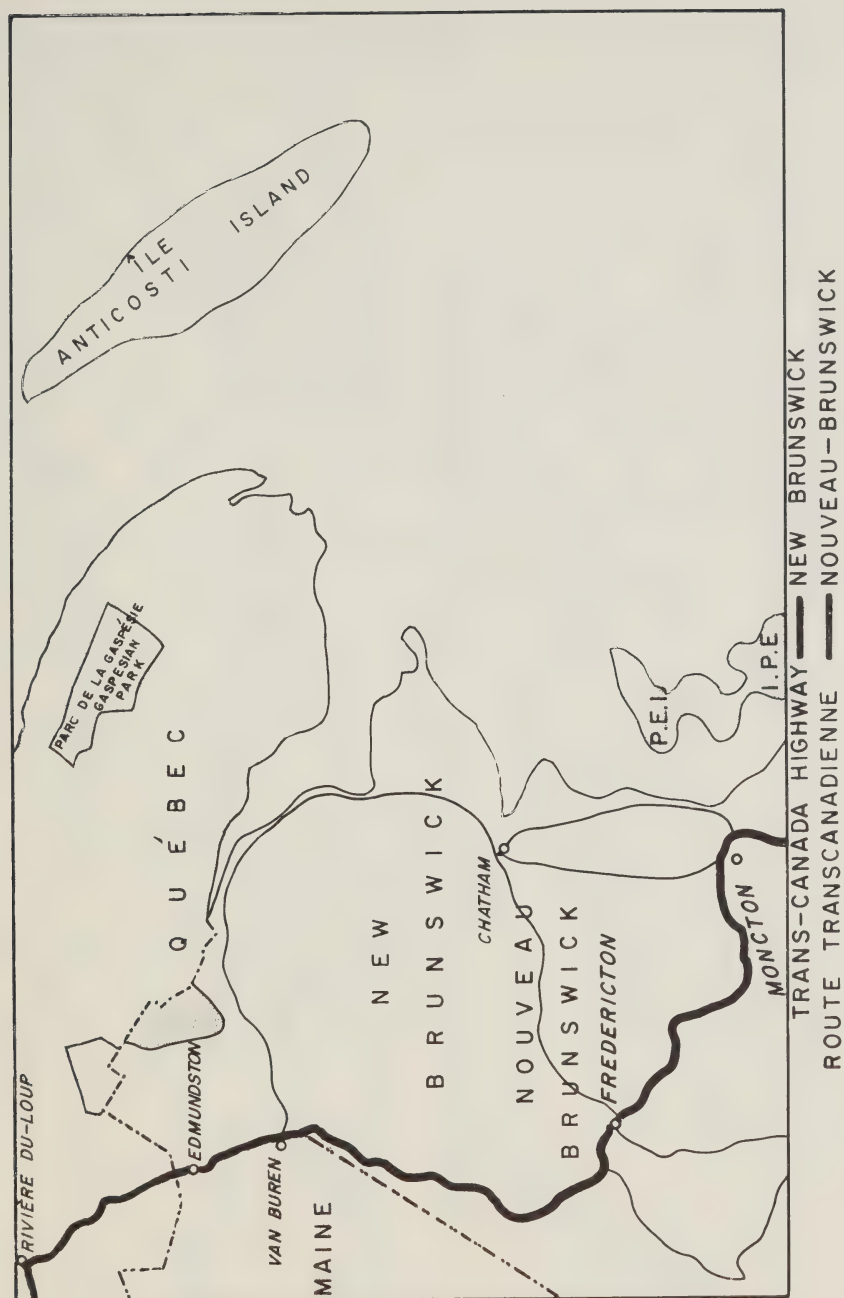 ÎLE
ANTICOSTI ISLAND
PARC DE LA GASPÉSIE
GASPESIAN
PARK
QUÉBEC
RIVIÈRE DU-LOUP
EDMUNDSTON
VAN BUREN
MAINE
NEW
BRUNSWICK
NOUVEAU
BRUNSWICK
CHATHAM
FREDERICTON
MONCTON
P.E.I.
I.P.E.
TRANS-CANADA HIGHWAY NEW BRUNSWICK
ROUTE TRANSCANADIENNE NOUVEAU-BRUNSWICK